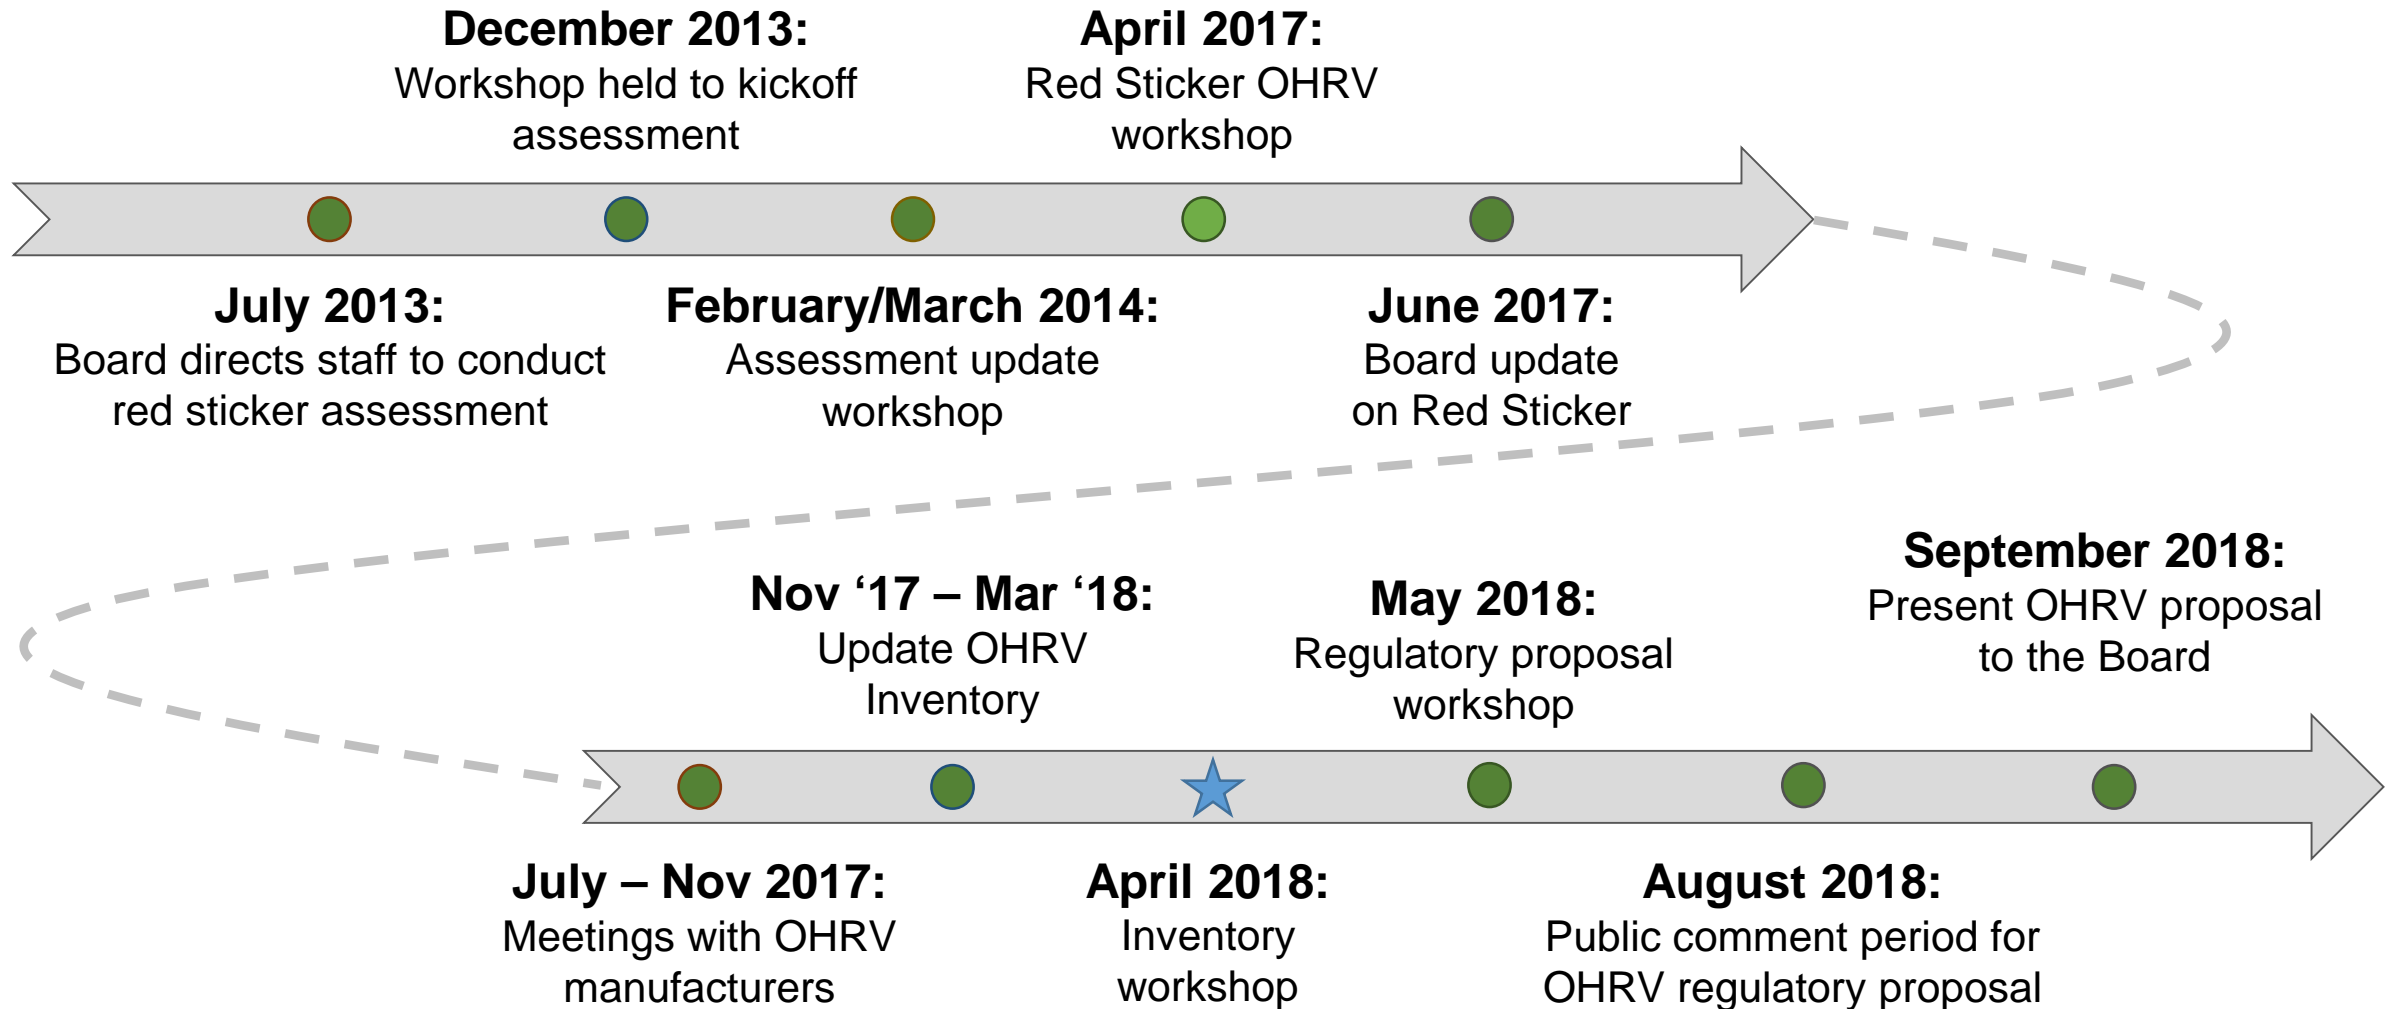 December 2013:
Workshop held to kickoff
assessment
April 2017:
Red Sticker OHRV
workshop
July 2013:
Board directs staff to conduct
red sticker assessment
February/March 2014:
Assessment update
workshop
June 2017:
Board update
on Red Sticker
Nov ‘17 – Mar ‘18:
Update OHRV
Inventory
May 2018:
Regulatory proposal
workshop
September 2018:
Present OHRV proposal
to the Board
July – Nov 2017:
Meetings with OHRV
manufacturers
April 2018:
Inventory
workshop
August 2018:
Public comment period for
OHRV regulatory proposal